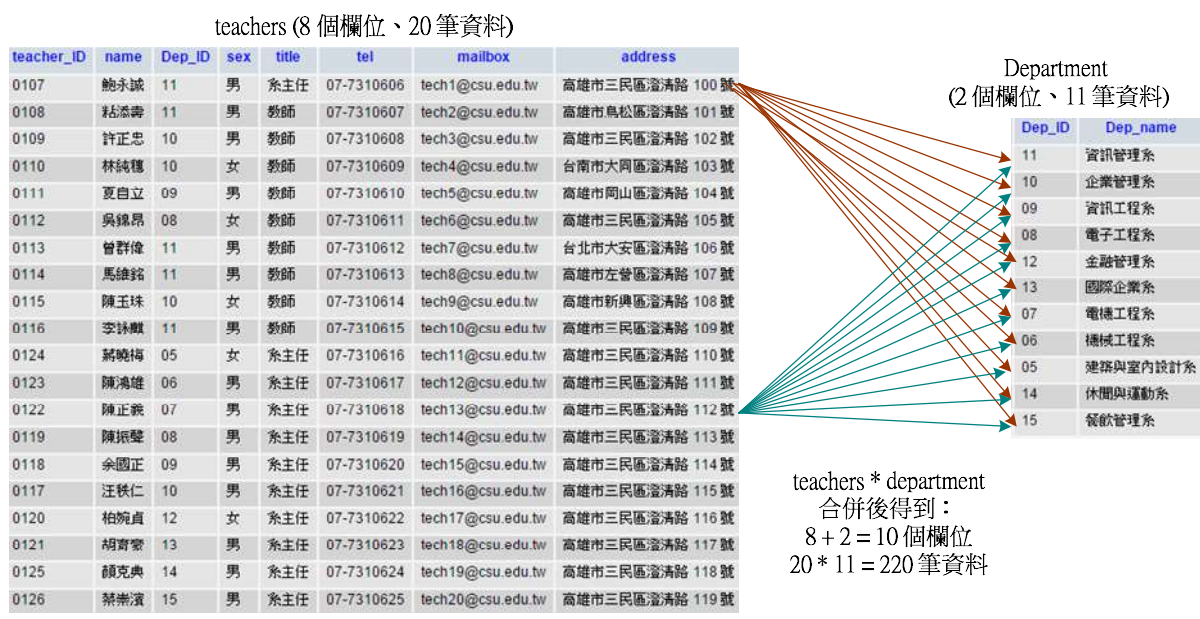 teachers (8 個欄位、20 筆資料)
teacher_ID name Dep_ID sex title tel mailbox address
0107 鮑永誠 11 男 系主任 07-7310606 tech1@csu.edu.tw 高雄市三民區澄清路 100 號
0108 粘添壽 11 男 教師 07-7310607 tech2@csu.edu.tw 高雄市鳥松區澄清路 101 號
0109 許正忠 10 男 教師 07-7310608 tech3@csu.edu.tw 高雄市三民區澄清路 102 號
0110 林純穗 10 女 教師 07-7310609 tech4@csu.edu.tw 台南市大同區澄清路 103 號
0111 夏自立 09 男 教師 07-7310610 tech5@csu.edu.tw 高雄市岡山區澄清路 104 號
0112 吳錦昂 08 女 教師 07-7310611 tech6@csu.edu.tw 高雄市三民區澄清路 105 號
0113 曾群偉 11 男 教師 07-7310612 tech7@csu.edu.tw 台北市大安區澄清路 106 號
0114 馬維銘 11 男 教師 07-7310613 tech8@csu.edu.tw 高雄市左營區澄清路 107 號
0115 陳玉珠 10 女 教師 07-7310614 tech9@csu.edu.tw 高雄市新興區澄清路 108 號
0116 李詠騏 11 男 教師 07-7310615 tech10@csu.edu.tw 高雄市三民區澄清路 109 號
0124 蔣曉梅 05 女 系主任 07-7310616 tech11@csu.edu.tw 高雄市三民區澄清路 110 號
0123 陳鴻雄 06 男 系主任 07-7310617 tech12@csu.edu.tw 高雄市三民區澄清路 111 號
0122 陳正義 07 男 系主任 07-7310618 tech13@csu.edu.tw 高雄市三民區澄清路 112 號
0119 陳振聲 08 男 系主任 07-7310619 tech14@csu.edu.tw 高雄市三民區澄清路 113 號
0118 余國正 09 男 系主任 07-7310620 tech15@csu.edu.tw 高雄市三民區澄清路 114 號
0117 汪秩仁 10 男 系主任 07-7310621 tech16@csu.edu.tw 高雄市三民區澄清路 115 號
0120 柏婉貞 12 女 系主任 07-7310622 tech17@csu.edu.tw 高雄市三民區澄清路 116 號
0121 胡育豪 13 男 系主任 07-7310623 tech18@csu.edu.tw 高雄市三民區澄清路 117 號
0125 顏克典 14 男 系主任 07-7310624 tech19@csu.edu.tw 高雄市三民區澄清路 118 號
0126 蔡崇濱 15 男 系主任 07-7310625 tech20@csu.edu.tw 高雄市三民區澄清路 119 號
Department
(2 個欄位、11 筆資料)
Dep_ID Dep_name
11 資訊管理系
10 企業管理系
09 資訊工程系
08 電子工程系
12 金融管理系
13 國際企業系
07 電機工程系
06 機械工程系
05 建築與室內設計系
14 休閒與運動系
15 餐飲管理系
teachers * department
合併後得到：
8 + 2 = 10 個欄位
20 * 11 = 220 筆資料